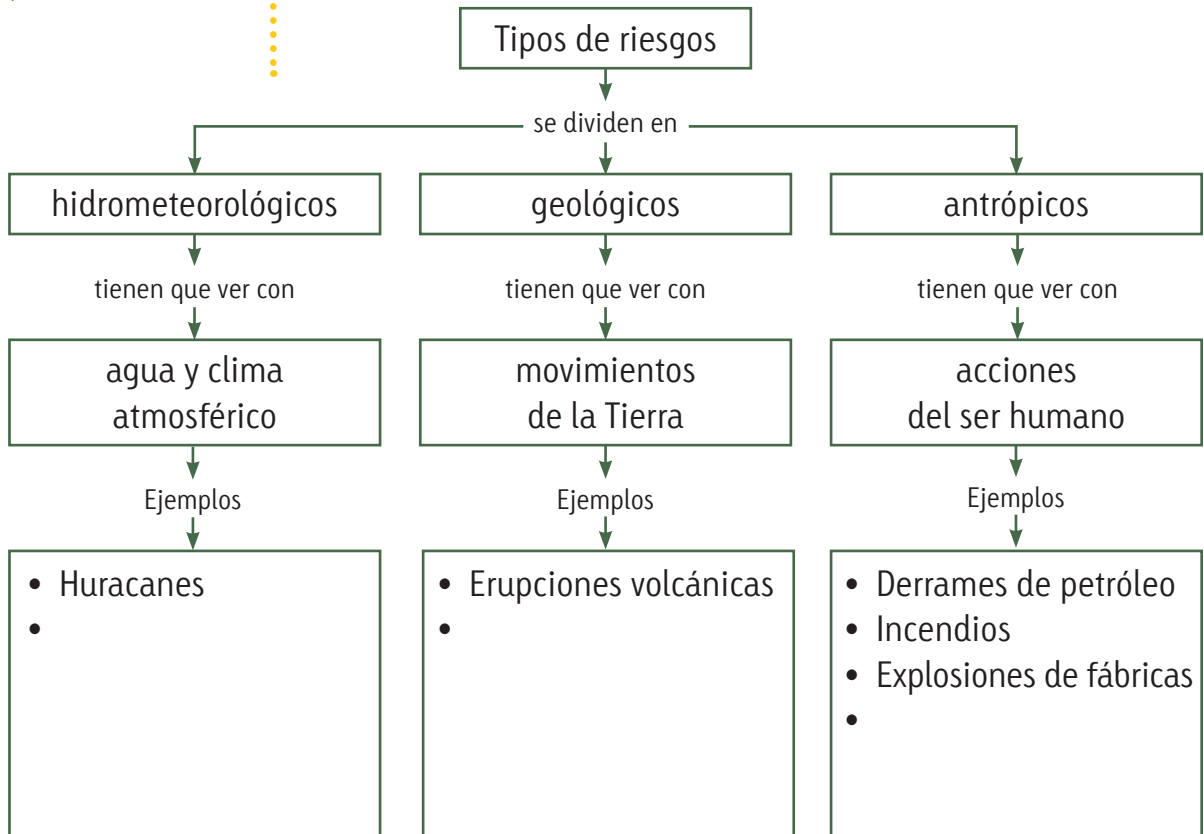 Tipos de riesgos
se dividen en
hidrometeorológicos
geológicos
antrópicos
tienen que ver con
tienen que ver con
tienen que ver con
agua y clima
atmosférico
movimientos
de la Tierra
acciones
del ser humano
Ejemplos
Ejemplos
Ejemplos
• Huracanes
•
• Erupciones volcánicas
•
• Derrames de petróleo
• Incendios
• Explosiones de fábricas
•